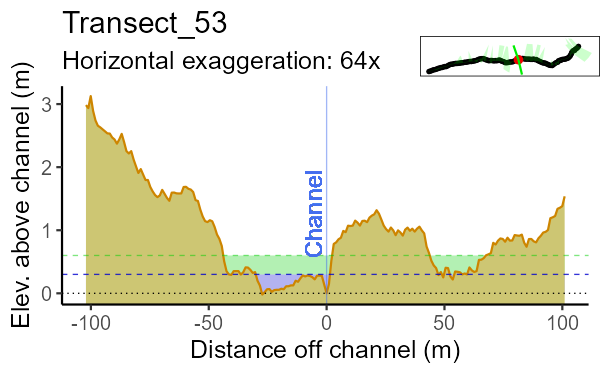 Transect_53
Horizontal exaggeration: 64x
Elev. above channel (m)
3
2
1
0
Channel
-100
-50
0
50
100
Distance off channel (m)